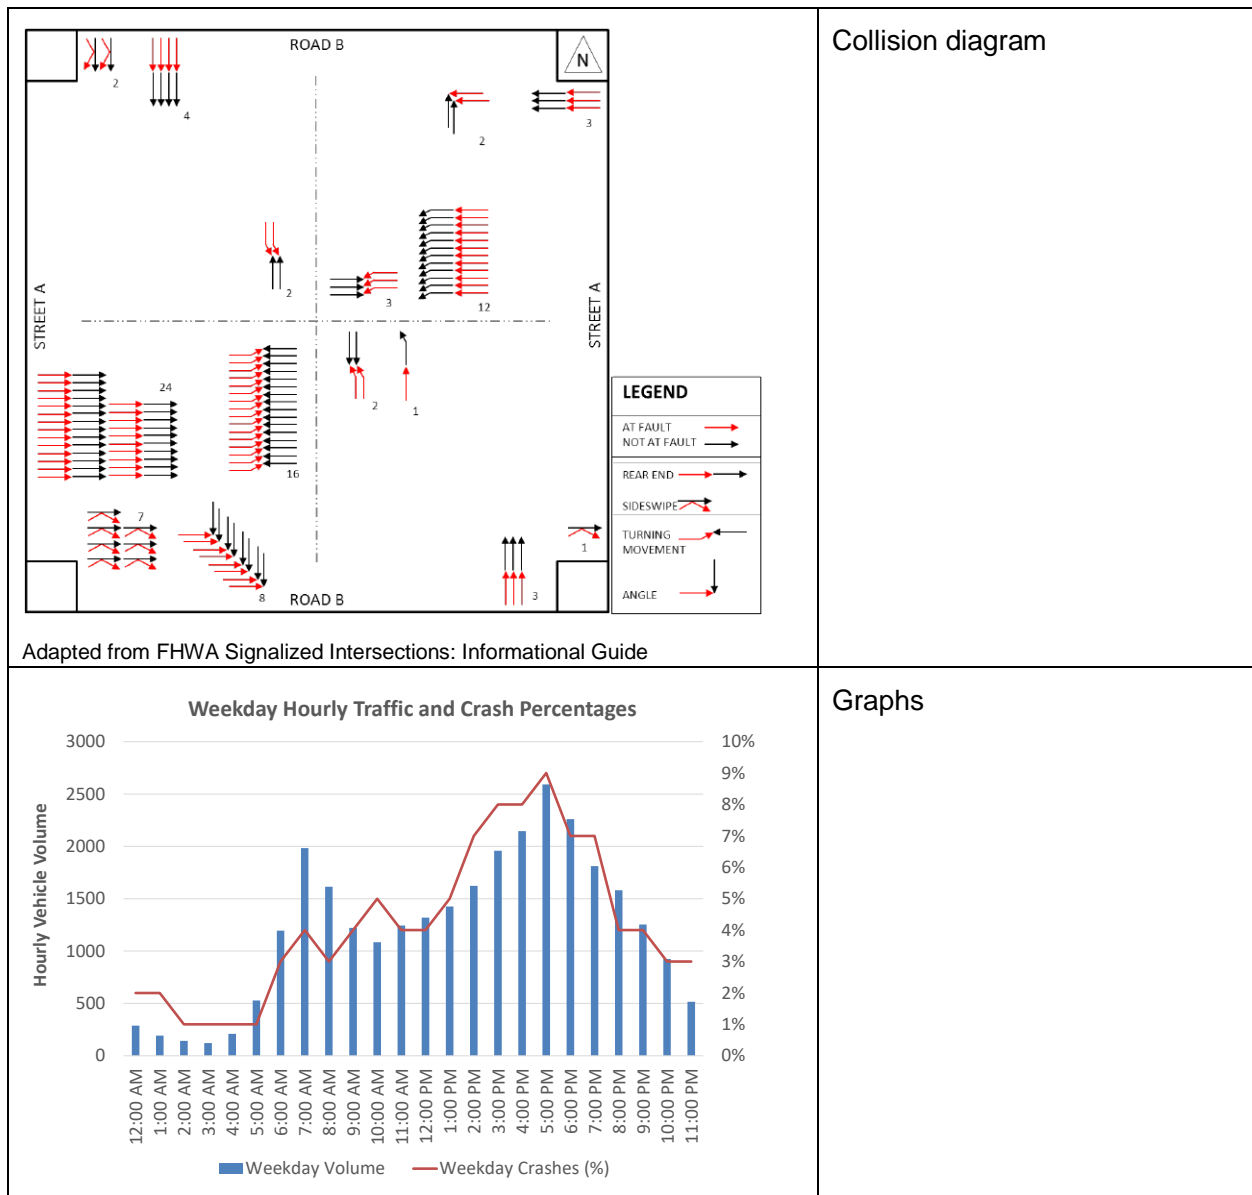 ROAD B
N
2
4
2
3
2
3
12
STREET A
STREET A
24
16
2
1
7
8
3
1
ROAD B
LEGEND
AT FAULT
NOT AT FAULT
REAR END
SIDESWIPE
TURNING
MOVEMENT
ANGLE
Adapted from FHWA Signalized Intersections: Informational Guide
Collision diagram
Weekday Hourly Traffic and Crash Percentages
Hourly Vehicle Volume
3000
2500
2000
1500
1000
500
0
10%
9%
8%
7%
6%
5%
4%
3%
2%
1%
0%
12:00 AM
1:00 AM
2:00 AM
3:00 AM
4:00 AM
5:00 AM
6:00 AM
7:00 AM
8:00 AM
9:00 AM
10:00 AM
11:00 AM
12:00 PM
1:00 PM
2:00 PM
3:00 PM
4:00 PM
5:00 PM
6:00 PM
7:00 PM
8:00 PM
9:00 PM
10:00 PM
11:00 PM
Weekday Volume
Weekday Crashes (%)
Graphs